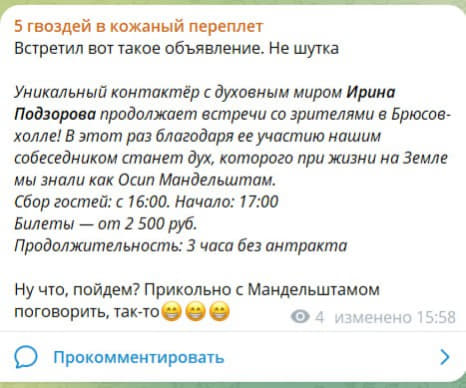 5 гвоздей в кожаный переплет
Встретил вот такое объявление. Не шутка
Уникальный контактёр с духовным миром Ирина
Подзорова продолжает встречи со зрителями в Брюсов-
холле! В этот раз благодаря ее участию нашим
собеседником станет дух, которого при жизни на Земле
мы знали как Осип Мандельштам.
Сбор гостей: с 16:00. Начало: 17:00
Билеты — от 2 500 руб.
Продолжительность: 3 часа без антракта
Ну что, пойдем? Прикольно с Мандельштамом
поговорить, так-то😁😁😁 4 изменено 15:58
Прокомментировать